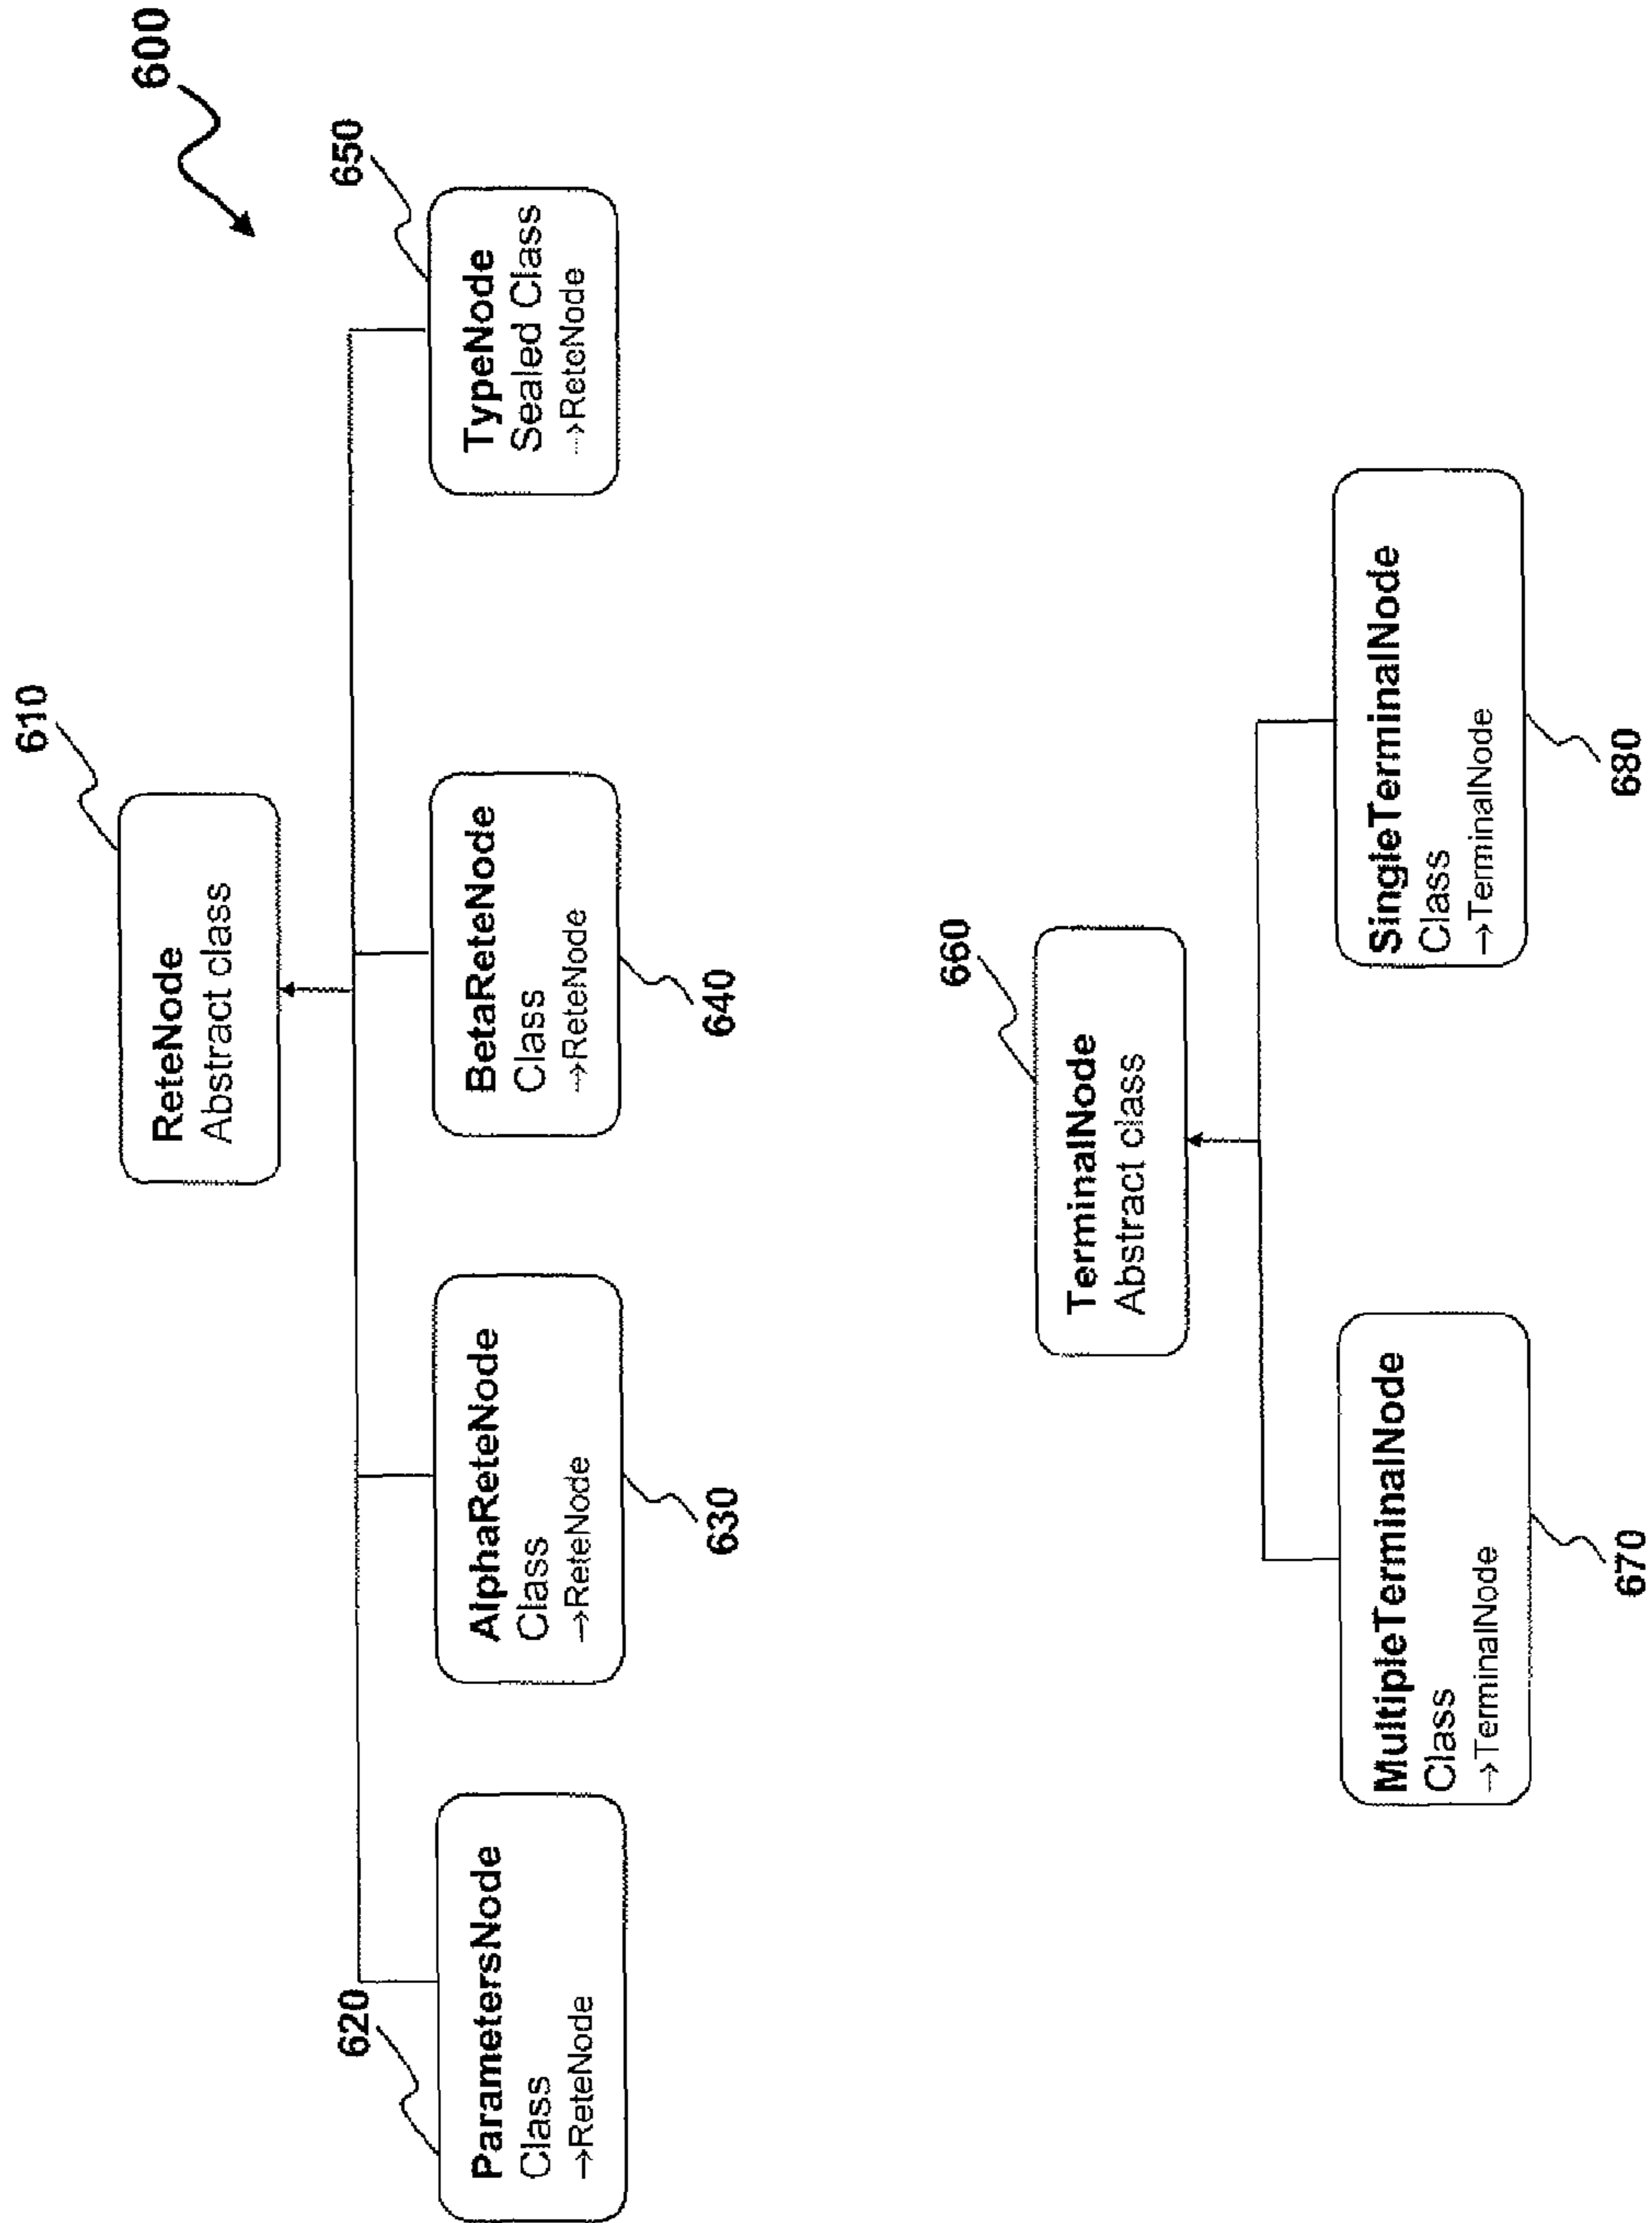 600
610
ReteNode
Abstract class
620
ParametersNode
Class
→ReteNode
AlphaReteNode
Class
→ReteNode
630
BetaReteNode
Class
→ReteNode
640
650
TypeNode
Sealed Class
→ReteNode
660
TerminalNode
Abstract class
MultipleTerminalNode
Class
→TerminalNode
670
SingleTerminalNode
Class
→TerminalNode
680